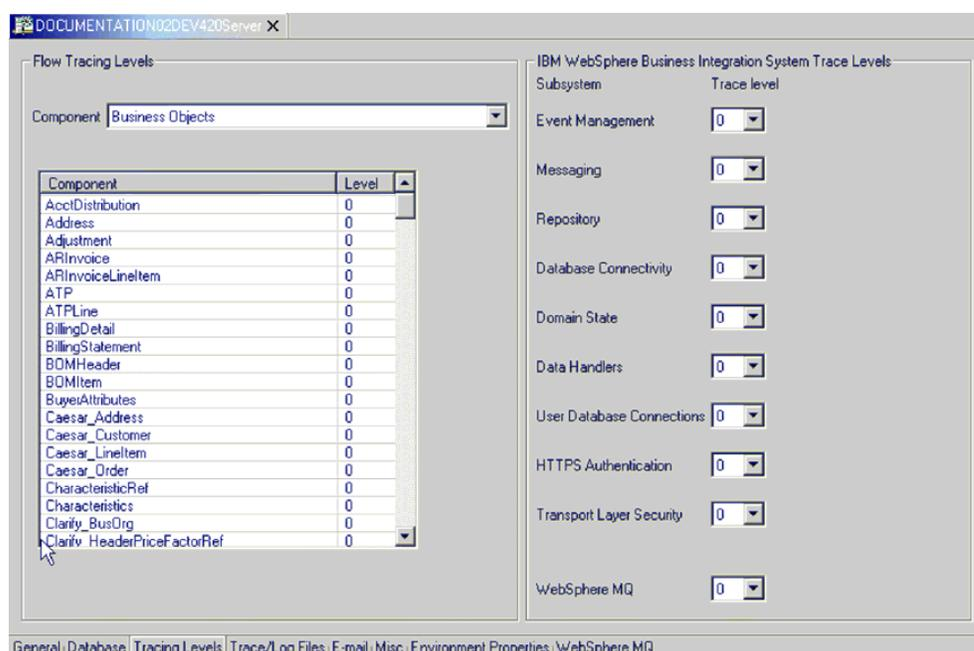 DOCUMENTATION02DEV420Server X
Flow Tracing Levels
Component Business Objects
Component Level
AcctDistribution 0
Address 0
Adjustment 0
ARInvoice 0
ARInvoiceLineItem 0
ATP 0
ATPLine 0
BillingDetail 0
BillingStatement 0
BOMHeader 0
BOMItem 0
BuyerAttributes 0
Caesar_Address 0
Caesar_Customer 0
Caesar_LineItem 0
Caesar_Order 0
CharacteristicRef 0
Characteristics 0
Clarify_BusOrg 0
Clarify_HeaderPriceFactorRef 0
IBM WebSphere Business Integration System Trace Levels
Subsystem Trace level
Event Management 0
Messaging 0
Repository 0
Database Connectivity 0
Domain State 0
Data Handlers 0
User Database Connections 0
HTTPS Authentication 0
Transport Layer Security 0
WebSphere MQ 0
General Database Tracing Levels Trace/Log Files E-mail Misc Environment Properties WebSphere MQ